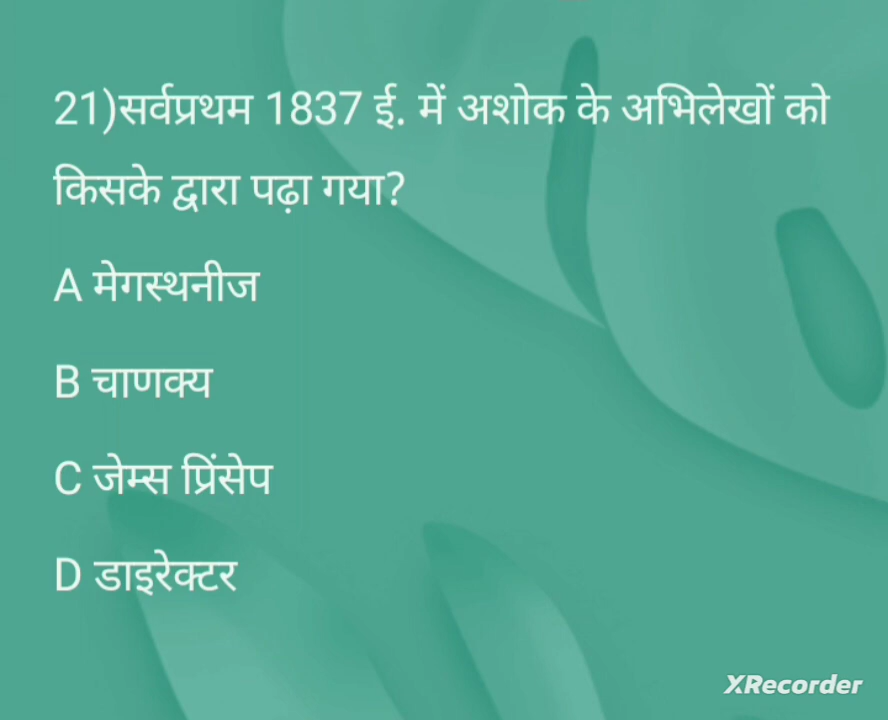 21)सर्वप्रथम 1837 ई. में अशोक के अभिलेखों को
किसके द्वारा पढ़ा गया?
A मेगस्थनीज
B चाणक्य
C जेम्स प्रिंसेप
D डाइरेक्टर
XRecorder